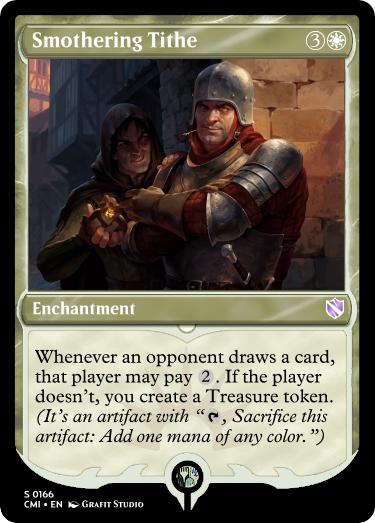 Smothering Tithe 3
Enchantment
Whenever an opponent draws a card,
that player may pay 2. If the player
doesn't, you create a Treasure token.
(It's an artifact with “, Sacrifice this
artifact: Add one mana of any color.”)
S 0166
CMI • EN Grafit Studio